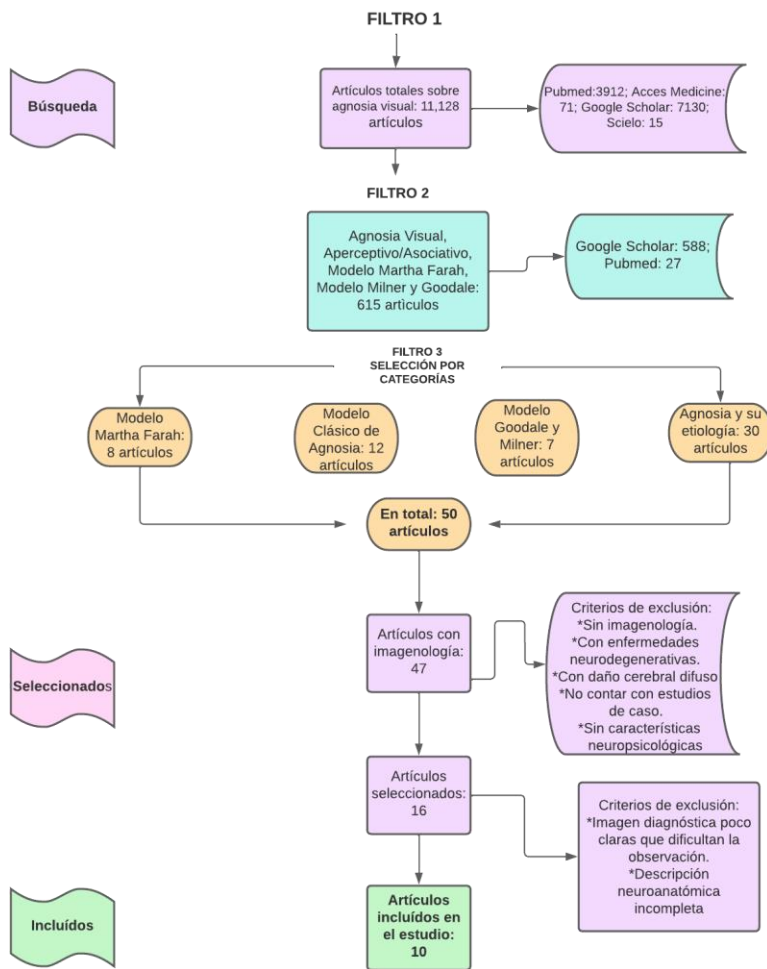 FILTRO 1
Búsqueda
Artículos totales sobre
agnosia visual: 11,128
artículos
Pubmed:3912; Acces Medicine:
71; Google Scholar: 7130;
Scielo: 15
FILTRO 2
Agnosia Visual,
Aperceptivo/Asociativo,
Modelo Martha Farah,
Modelo Milner y Goodale:
615 artìculos
Google Scholar: 588;
Pubmed: 27
FILTRO 3
SELECCIÓN POR
CATEGORÍAS
Modelo
Martha Farah:
8 artículos
Modelo
Clásico de
Agnosia: 12
artículos
Modelo
Goodale y
Milner: 7
artículos
Agnosia y su
etiología: 30
artículos
En total: 50
artículos
Seleccionados
Artículos con
imagenología:
47
Criterios de exclusión:
*Sin imagenología.
*Con enfermedades
neurodegenerativas.
*Con daño cerebral difuso
*No contar con estudios
de caso.
*Sin características
neuropsicológicas
Artículos
seleccionados:
16
Criterios de exclusión:
*Imagen diagnóstica poco
claras que dificultan la
observación.
*Descripción
neuroanatómica
incompleta
Incluídos
Artículos
incluídos en
el estudio:
10